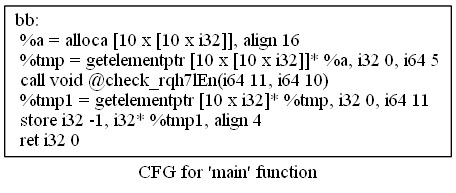 bb:
%a = alloca [10 x [10 x i32]], align 16
%tmp = getelementptr [10 x [10 x i32]]* %a, i32 0, i64 5
call void @check_rqh7lEn(i64 11, i64 10)
%tmp1 = getelementptr [10 x i32]* %tmp, i32 0, i64 11
store i32 -1, i32* %tmp1, align 4
ret i32 0
CFG for 'main' function